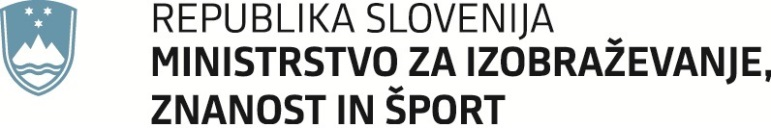 REPUBLIKA SLOVENIJA
MINISTRSTVO ZA IZOBRAŽEVANJE,
ZNANOST IN ŠPORT